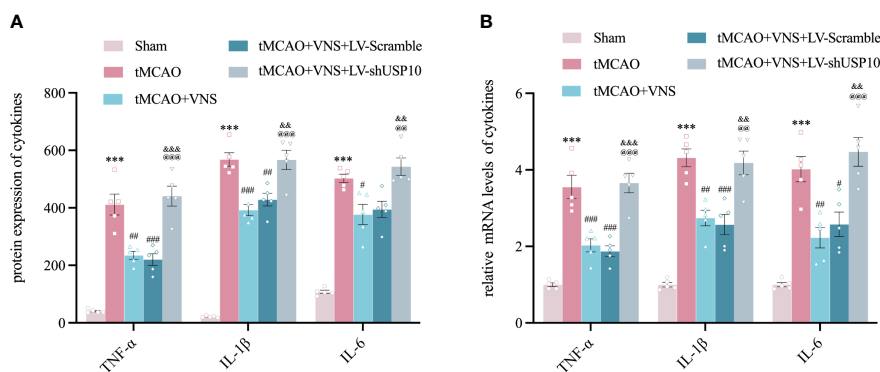 A
Sham
tMCAO
tMCAO+VNS
tMCAO+VNS+LV-Scramble
tMCAO+VNS+LV-shUSP10
protein expression of cytokines
800
600
400
200
0
***
##
###
&&&
@@@
***
###
##
&&
@@@
***
#
&&
@@
TNF-α
IL-1β
IL-6
B
Sham
tMCAO
tMCAO+VNS
tMCAO+VNS+LV-Scramble
tMCAO+VNS+LV-shUSP10
relative mRNA levels of cytokines
6
4
2
0
***
###
###
&&&
@@@
***
##
###
&&
@@
***
##
#
&&
@@@
TNF-α
IL-1β
IL-6